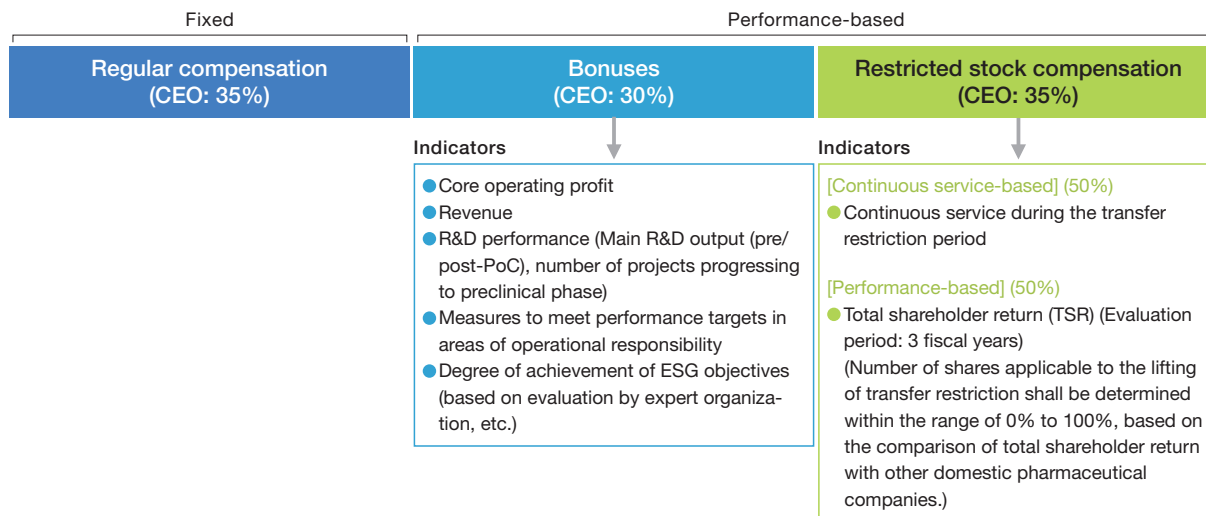 Fixed
Performance-based
Regular compensation
(CEO: 35%)
Bonuses
(CEO: 30%)
Restricted stock compensation
(CEO: 35%)
Indicators
●Core operating profit
●Revenue
●R&D performance (Main R&D output (pre/
post-PoC), number of projects progressing
to preclinical phase)
●Measures to meet performance targets in
areas of operational responsibility
●Degree of achievement of ESG objectives
(based on evaluation by expert organiza-
tion, etc.)
Indicators
[Continuous service-based] (50%)
●Continuous service during the transfer
restriction period
[Performance-based] (50%)
●Total shareholder return (TSR) (Evaluation
period: 3 fiscal years)
(Number of shares applicable to the lifting
of transfer restriction shall be determined
within the range of 0% to 100%, based on
the comparison of total shareholder return
with other domestic pharmaceutical
companies.)